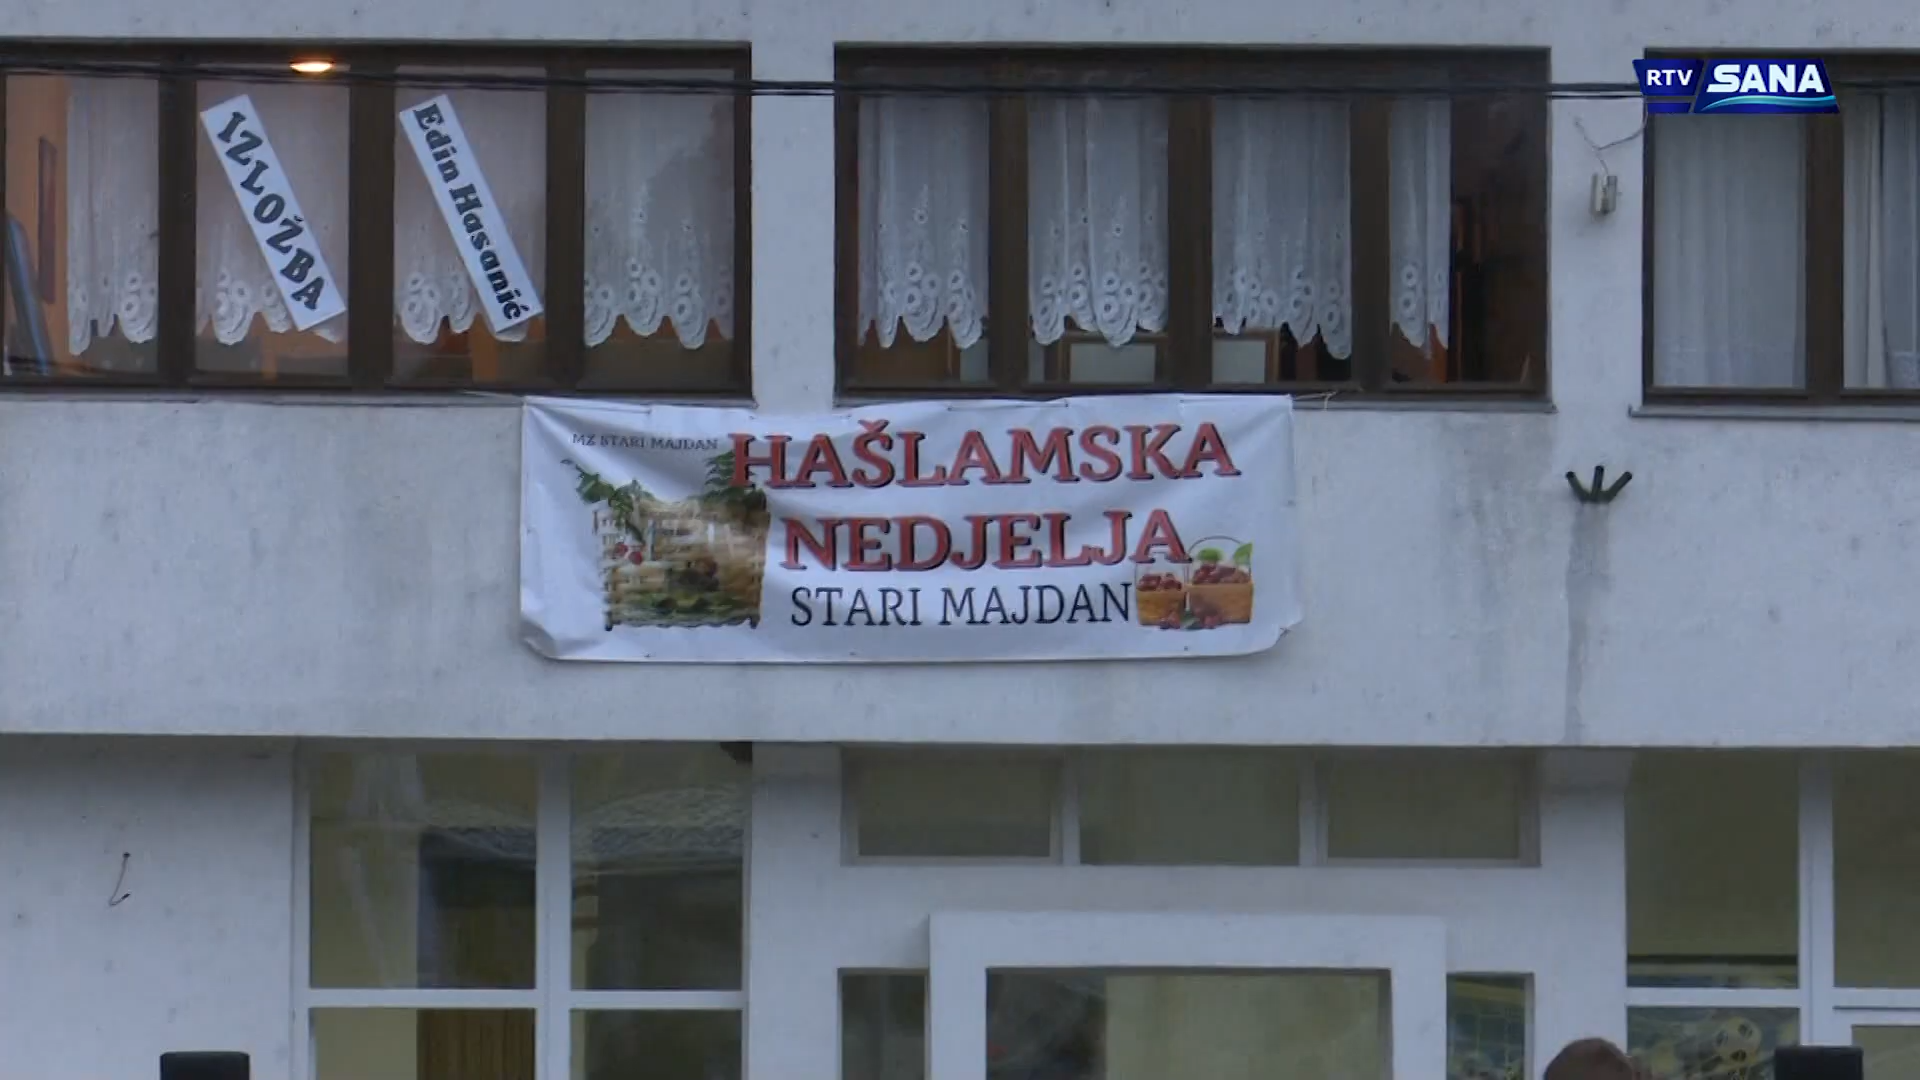 RTV SANA
IZLOŽBA
Edin Hasanić
MZ STARI MAJDAN
HAŠLAMSKA
NEDJELJA
STARI MAJDAN